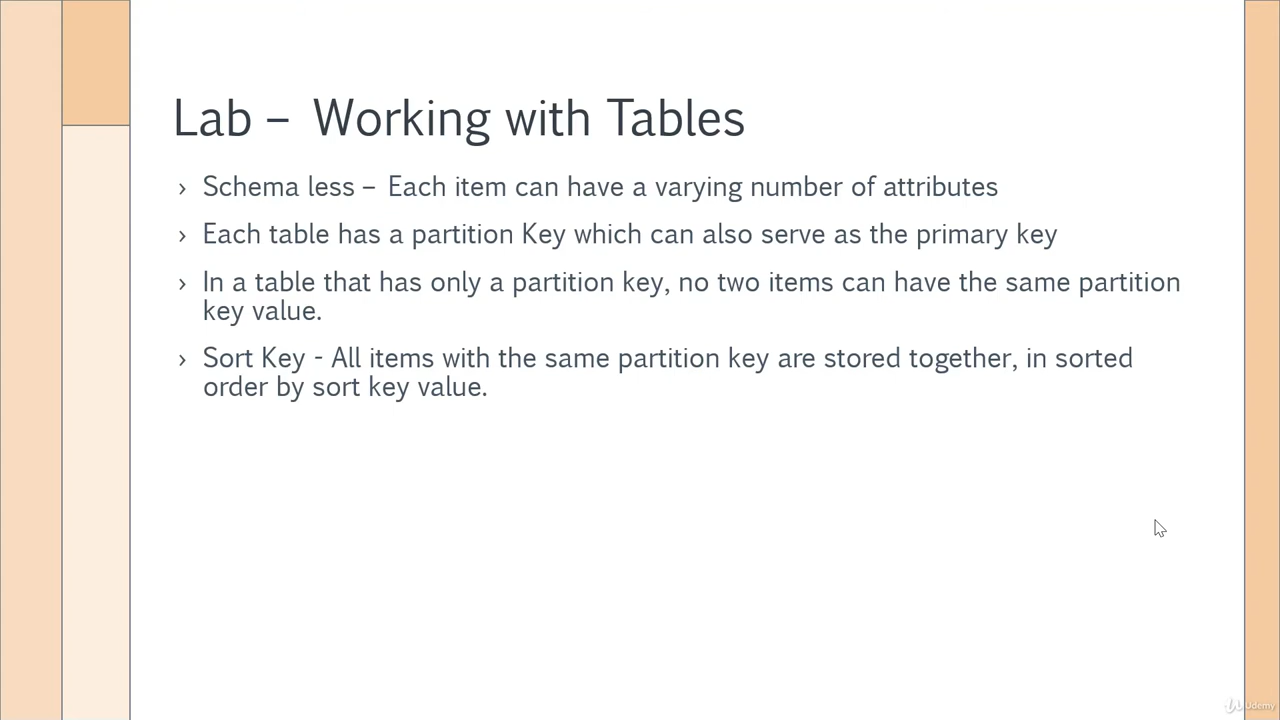 Lab – Working with Tables
› Schema less – Each item can have a varying number of attributes
› Each table has a partition Key which can also serve as the primary key
› In a table that has only a partition key, no two items can have the same partition
key value.
› Sort Key - All items with the same partition key are stored together, in sorted
order by sort key value.
Udemy